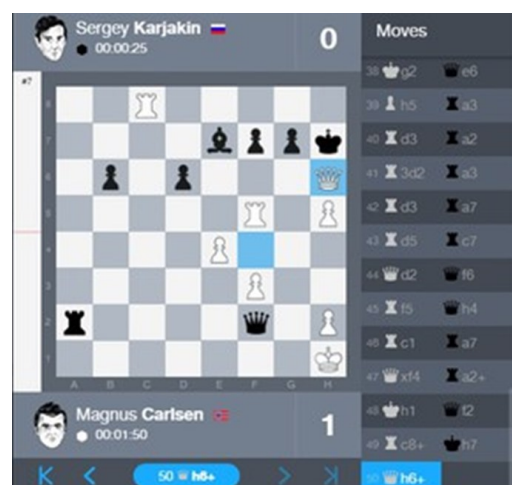 Sergey Karjakin
00:00:25
0
Moves
#7
38 g2 e6
39 h5 a3
40 d3 a2
41 3d2 a3
42 d3 a7
43 d5 c7
44 d2 f6
45 f5 h4
46 c1 a7
47 xf4 a2+
48 h1 f2
49 c8+ h7
50 h6+
8
7
6
5
4
3
2
1
A B C D E F G H
Magnus Carlsen
00:01:50
1
50 h6+